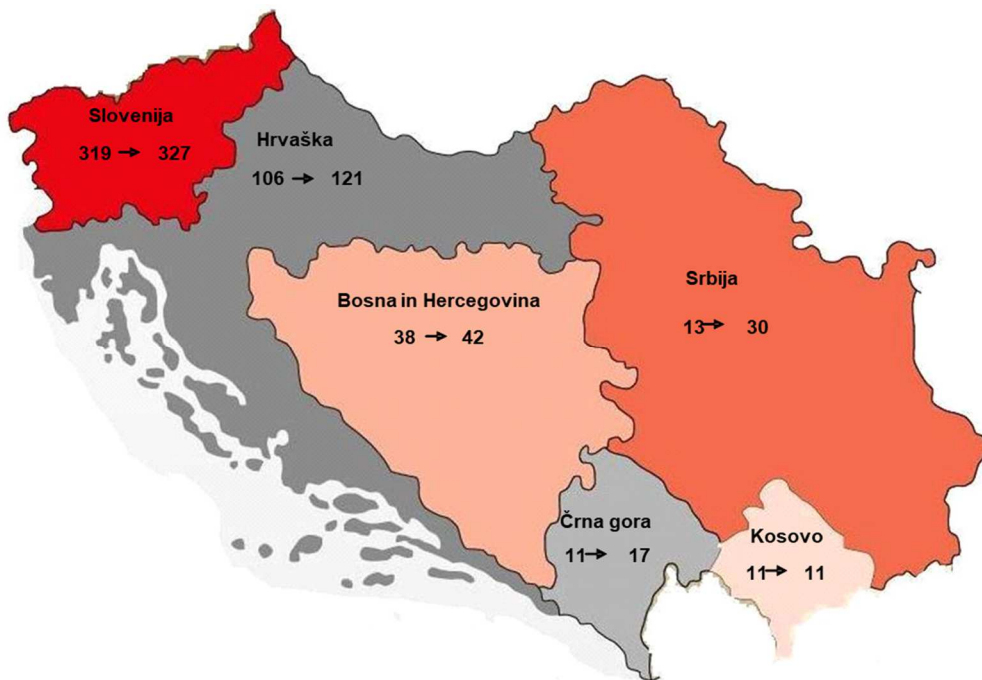 Slovenija
319 → 327
Hrvaška
106 → 121
Bosna in Hercegovina
38 → 42
Srbija
13→ 30
Črna gora
11→ 17
Kosovo
11→ 11